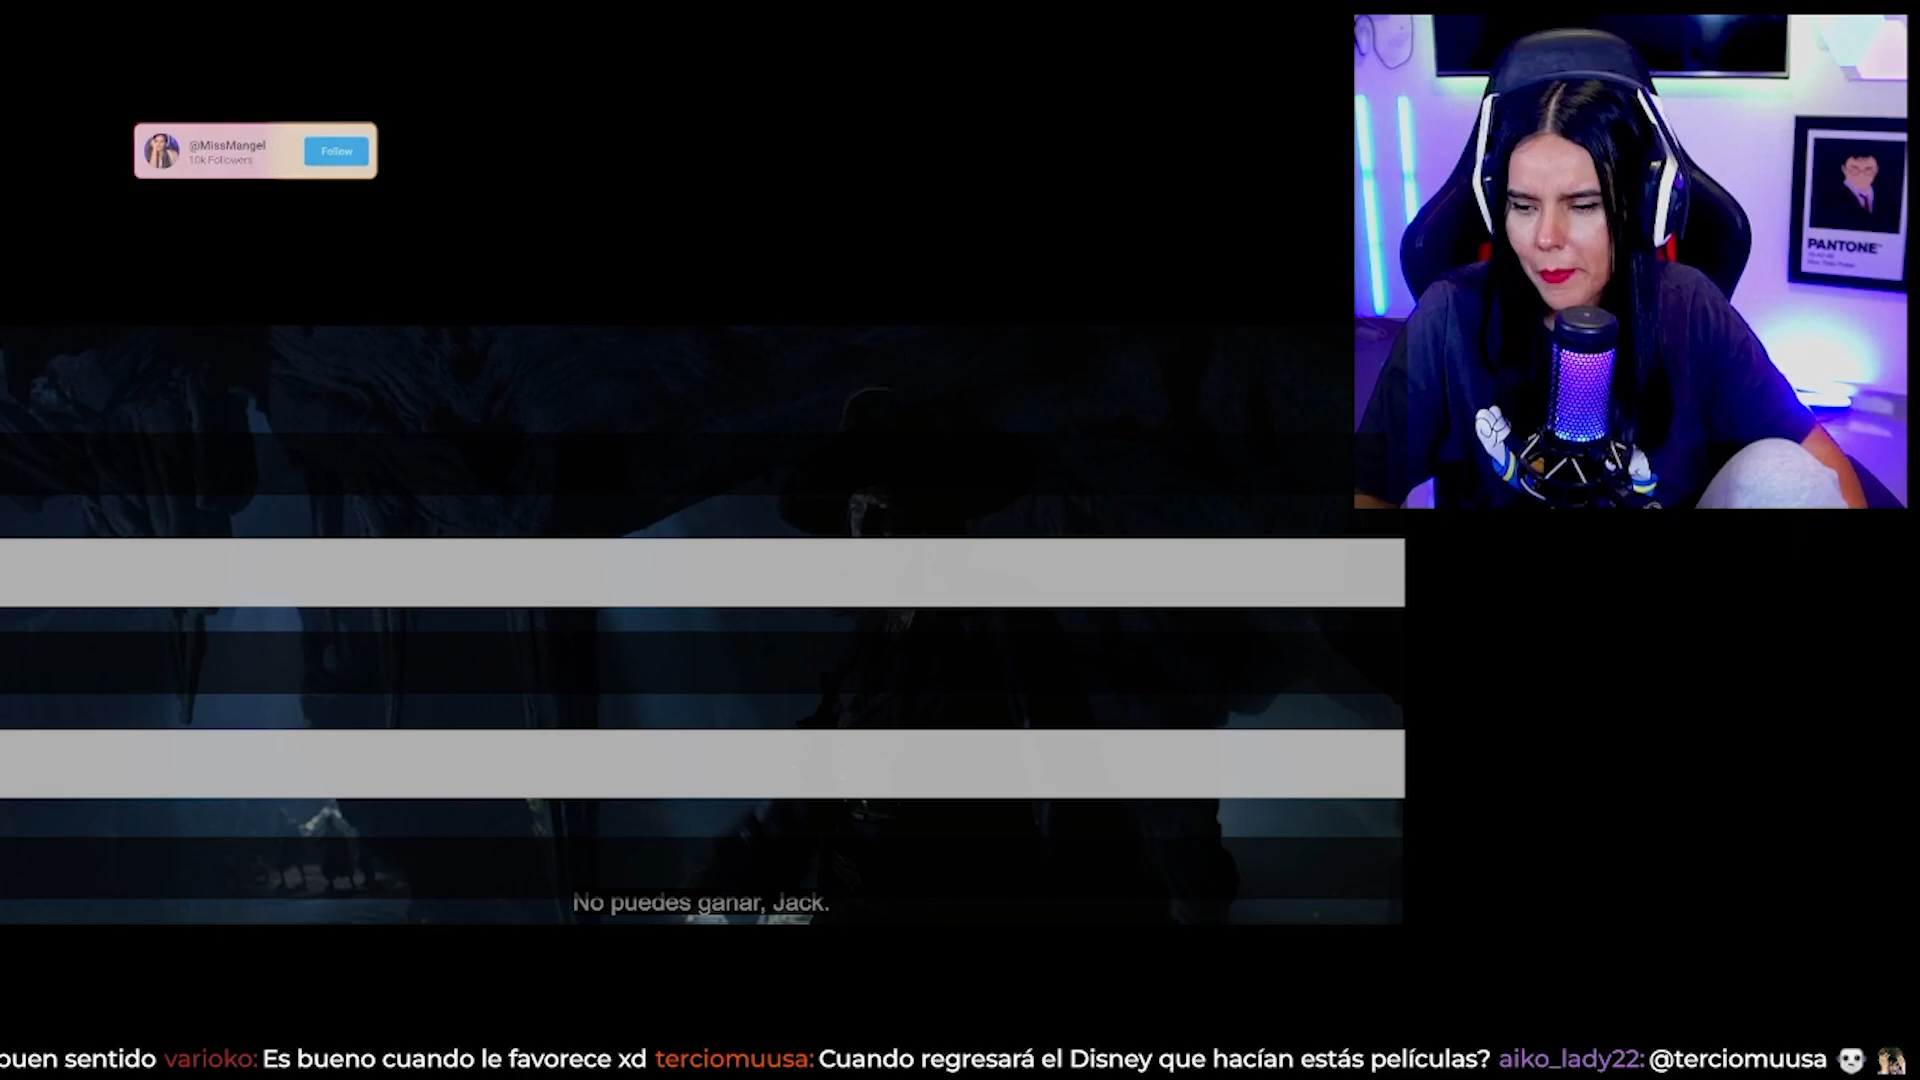 @MissMangel
10k Followers
Follow
PANTONE
No puedes ganar, Jack.
buen sentido varioko: Es bueno cuando le favorece xd terciomuusa: Cuando regresará el Disney que hacían estás películas? aiko_lady22: @terciomuusa